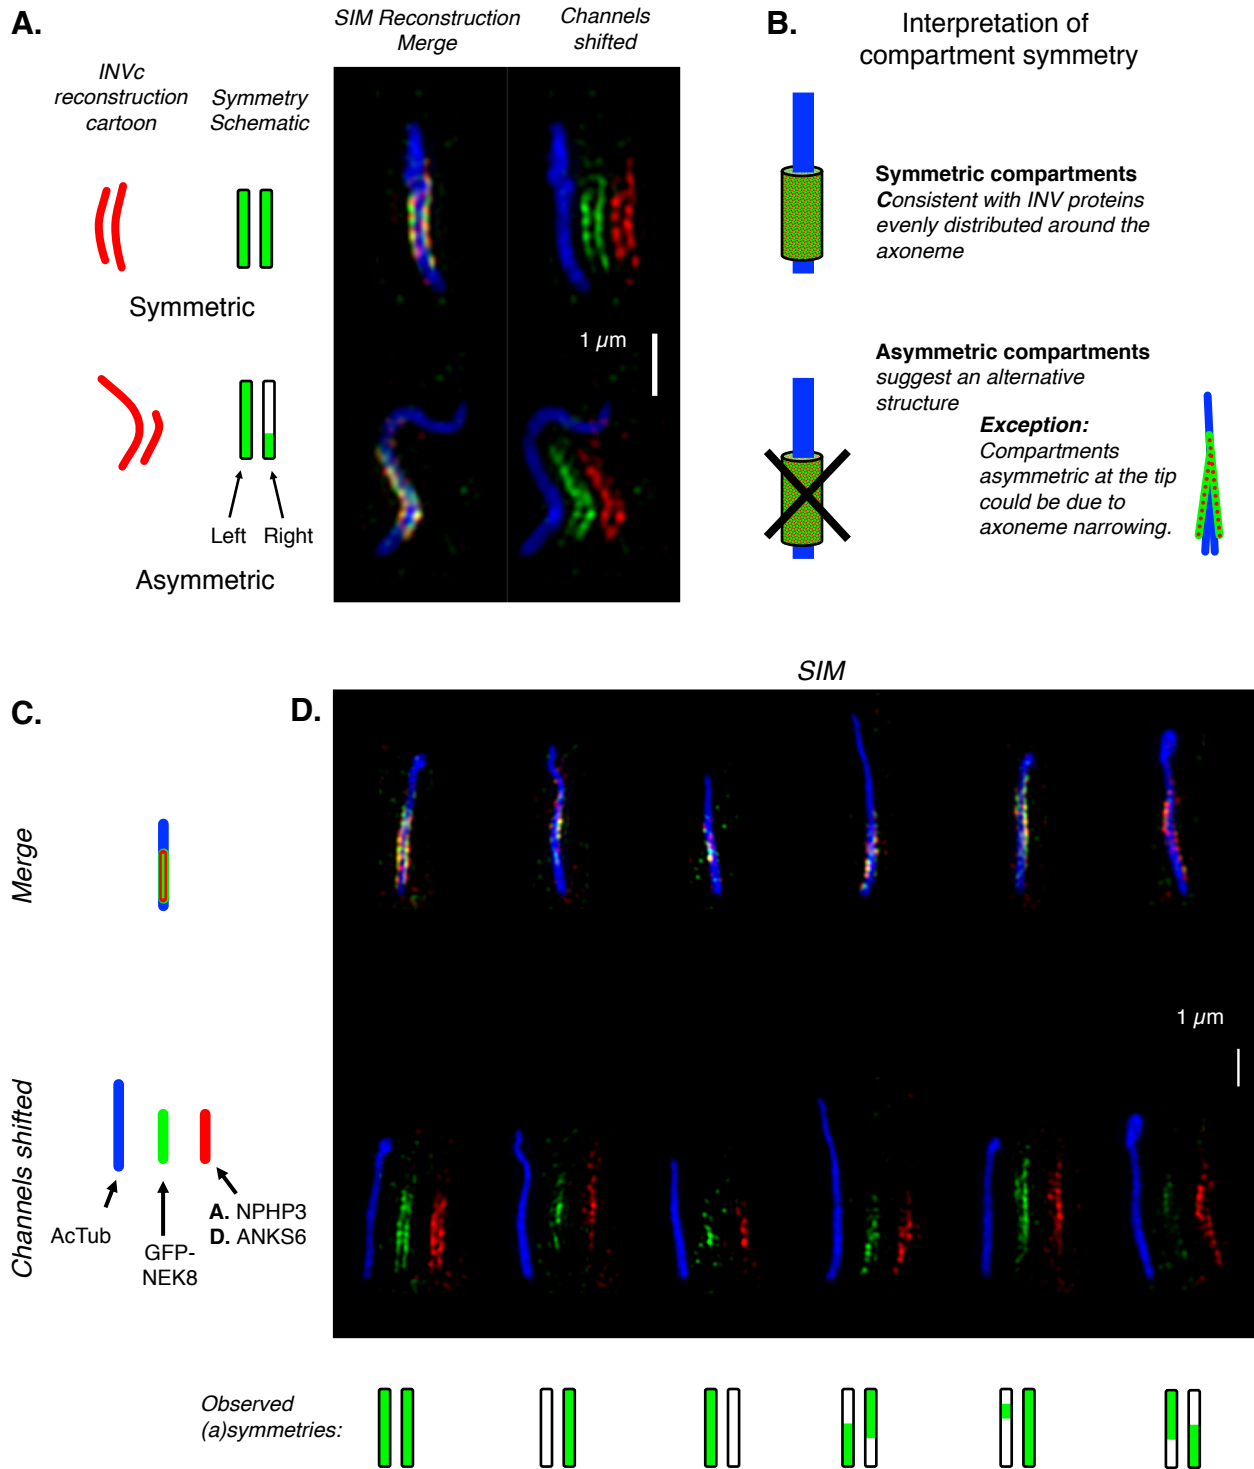 A.
SIM Reconstruction
Merge
Channels
shifted
INVc
reconstruction
cartoon
Symmetry
Schematic
Symmetric
1 µm
Left
Right
Asymmetric
B.
Interpretation of
compartment symmetry
Symmetric compartments
Consistent with INV proteins
evenly distributed around the
axoneme
Asymmetric compartments
suggest an alternative
structure
Exception:
Compartments
asymmetric at the tip
could be due to
axoneme narrowing.
C.
Merge
Channels shifted
AcTub
GFP-
NEK8
A. NPHP3
D. ANKS6
D.
SIM
1 µm
Observed
(a)symmetries: